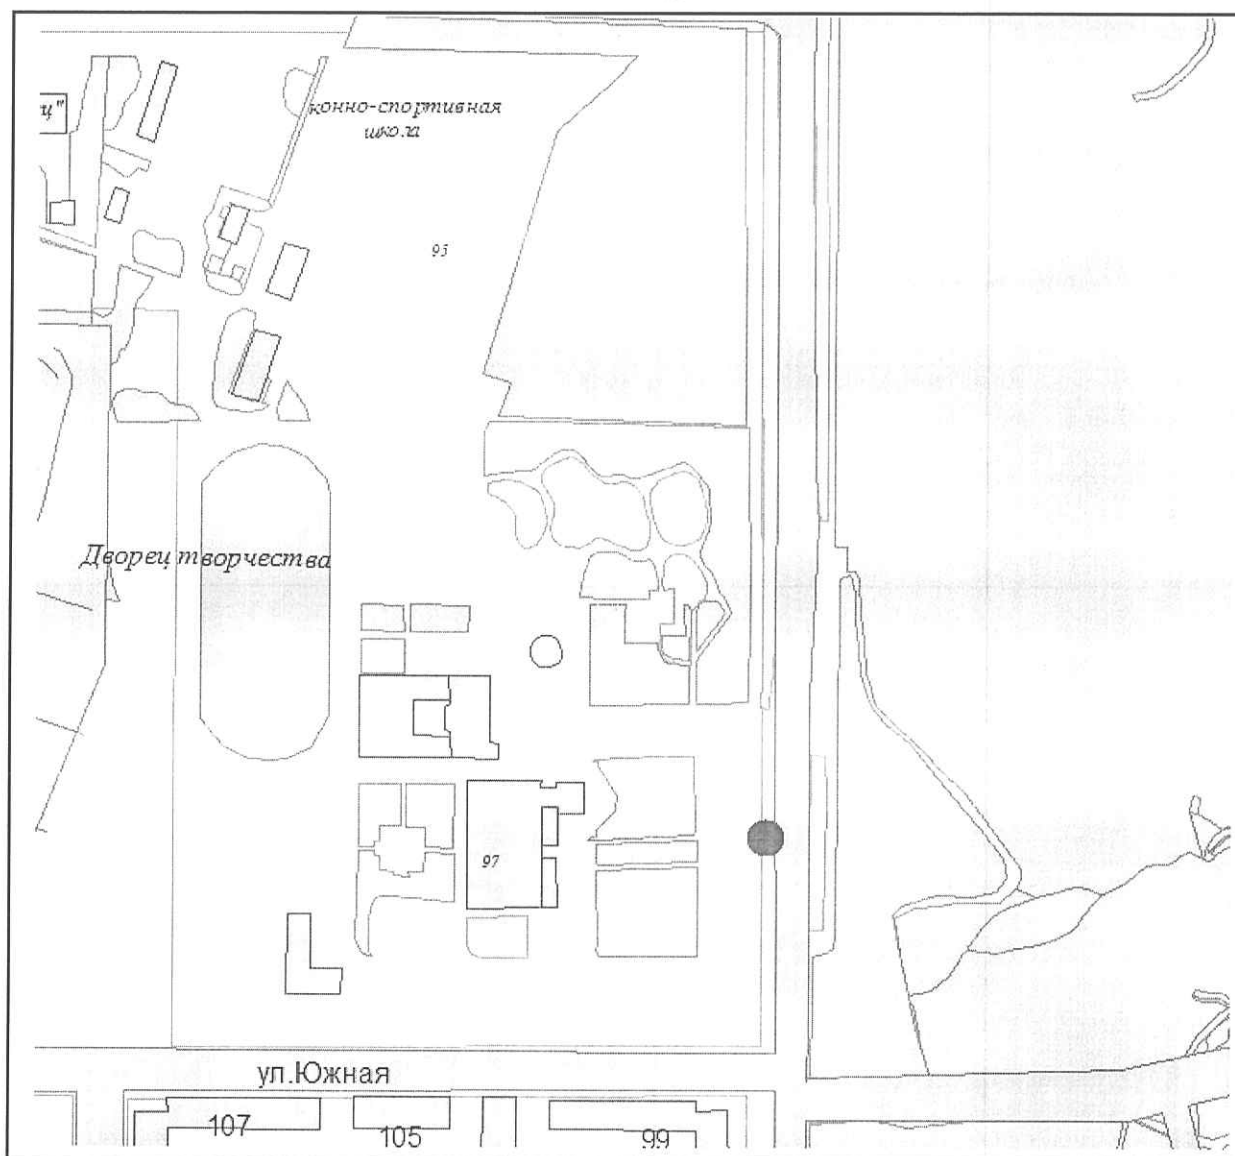 ц"
конно-спортивная
школа
95
Дворец творчества
97
ул.Южная
107
105
99